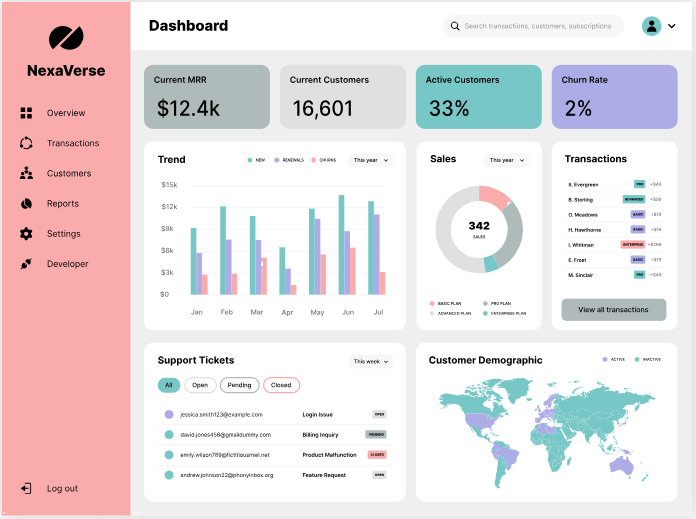 NexaVerse
Overview
Transactions
Customers
Reports
Settings
Developer
Log out
Dashboard
Search transactions, customers, subscriptions
Current MRR
$12.4k
Current Customers
16,601
Active Customers
33%
Churn Rate
2%
Trend
NEW RENEWALS CHURNS
This year
$15k
$12k
$9k
$6k
$3k
$0
Jan Feb Mar Apr May Jun Jul
Sales
This year
342
SALES
BASIC PLAN PRO PLAN
ADVANCED PLAN ENTERPRISE PLAN
Transactions
S. Evergreen PRO +$49
B. Sterling ADVANCED
O. Meadows BASIC +$19
H. Hawthorne BASIC +$19
I. Whitman ENTERPRISE
E. Frost BASIC +$19
M. Sinclair PRO +$49
View all transactions
Support Tickets
This week
All Open Pending Closed
jessica.smith123@example.com Login Issue OPEN
david.jones456@gmaildummy.com Billing Inquiry PENDING
emily.wilson789@fictitiousmail.net Product Malfunction CLOSED
andrew.johnson22@phonyinbox.org Feature Request OPEN
Customer Demographic
ACTIVE INACTIVE